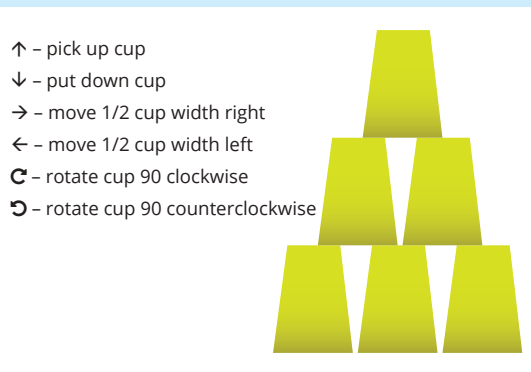 ↑ – pick up cup
↓ – put down cup
→ – move 1/2 cup width right
← – move 1/2 cup width left
↻ – rotate cup 90 clockwise
↺ – rotate cup 90 counterclockwise